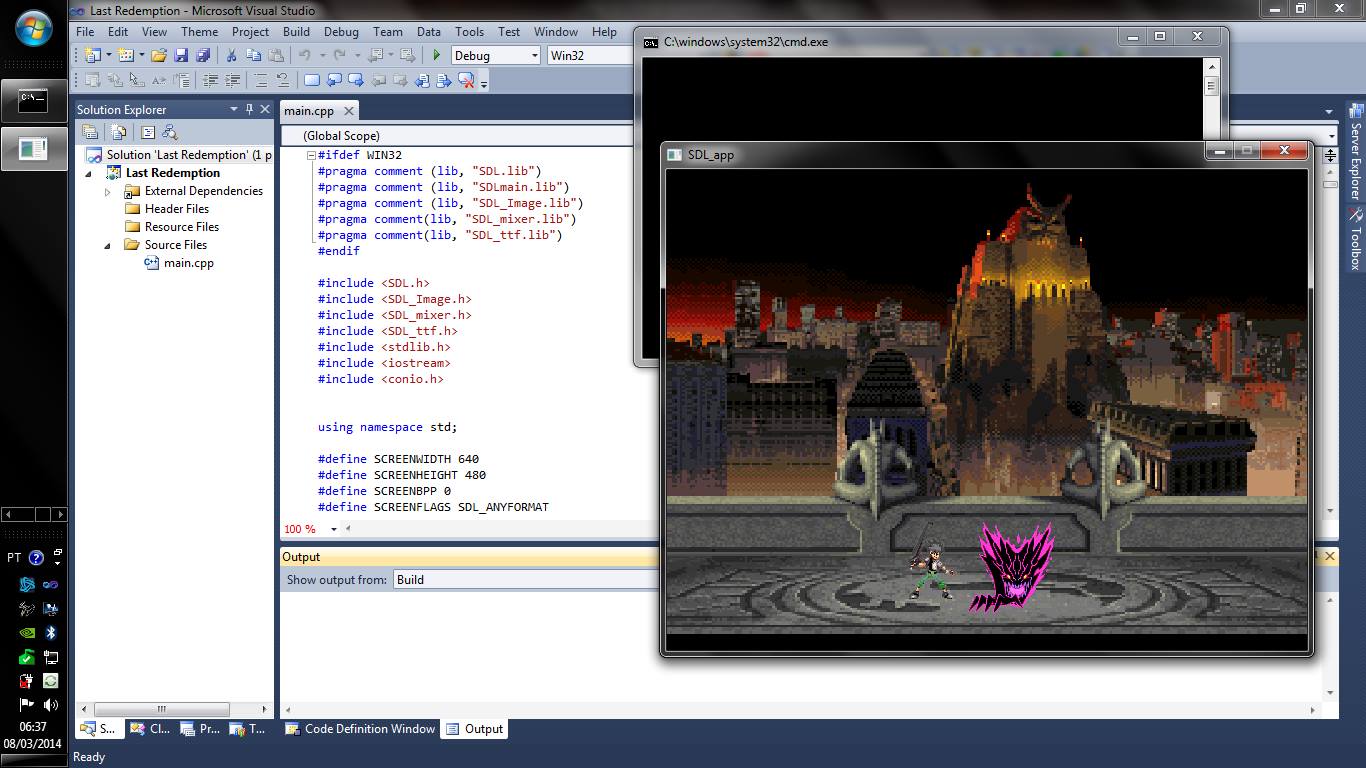 Last Redemption - Microsoft Visual Studio
File Edit View Theme Project Build Debug Team Data Tools Test Window Help
Debug Win32
C:\windows\system32\cmd.exe
Solution Explorer
Solution 'Last Redemption' (1 p
Last Redemption
External Dependencies
Header Files
Resource Files
Source Files
main.cpp
main.cpp
(Global Scope)
#ifdef WIN32
#pragma comment (lib, "SDL.lib")
#pragma comment (lib, "SDLmain.lib")
#pragma comment (lib, "SDL_Image.lib")
#pragma comment(lib, "SDL_mixer.lib")
#pragma comment(lib, "SDL_ttf.lib")
#endif
#include <SDL.h>
#include <SDL_Image.h>
#include <SDL_mixer.h>
#include <SDL_ttf.h>
#include <stdlib.h>
#include <iostream>
#include <conio.h>
using namespace std;
#define SCREENWIDTH 640
#define SCREENHEIGHT 480
#define SCREENBPP 0
#define SCREENFLAGS SDL_ANYFORMAT
100 %
SDL_app
Server Explorer
Toolbox
Output
Show output from: Build
S... Cl... Pr... T...
Code Definition Window Output
Ready
C:\_
PT
06:37
08/03/2014